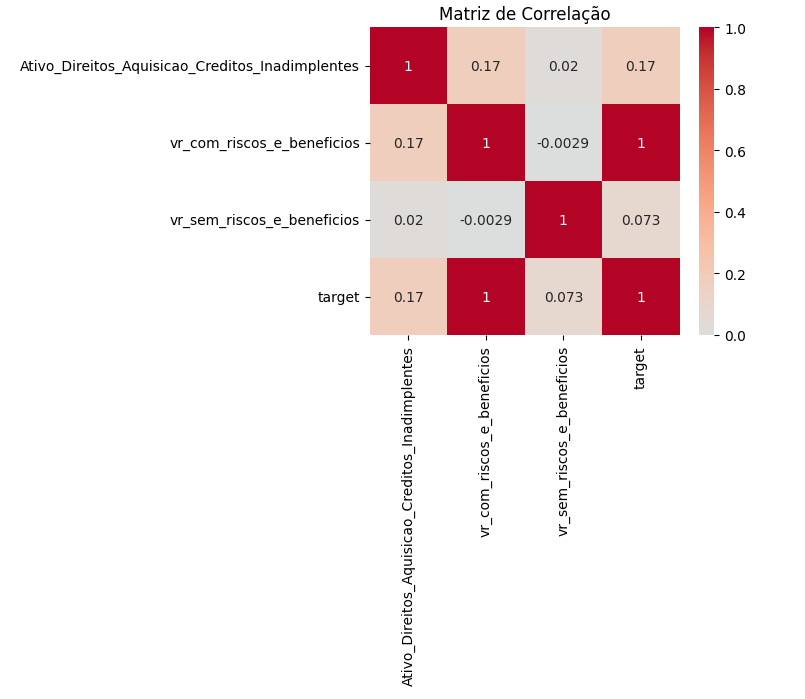 Matriz de Correlação
Ativo_Direitos_Aquisicao_Creditos_Inadimplentes 1 0.17 0.02 0.17
vr_com_riscos_e_beneficios 0.17 1 -0.0029 1
vr_sem_riscos_e_beneficios 0.02 -0.0029 1 0.073
target 0.17 1 0.073 1
Ativo_Direitos_Aquisicao_Creditos_Inadimplentes
vr_com_riscos_e_beneficios
vr_sem_riscos_e_beneficios
target
1.0
0.8
0.6
0.4
0.2
0.0